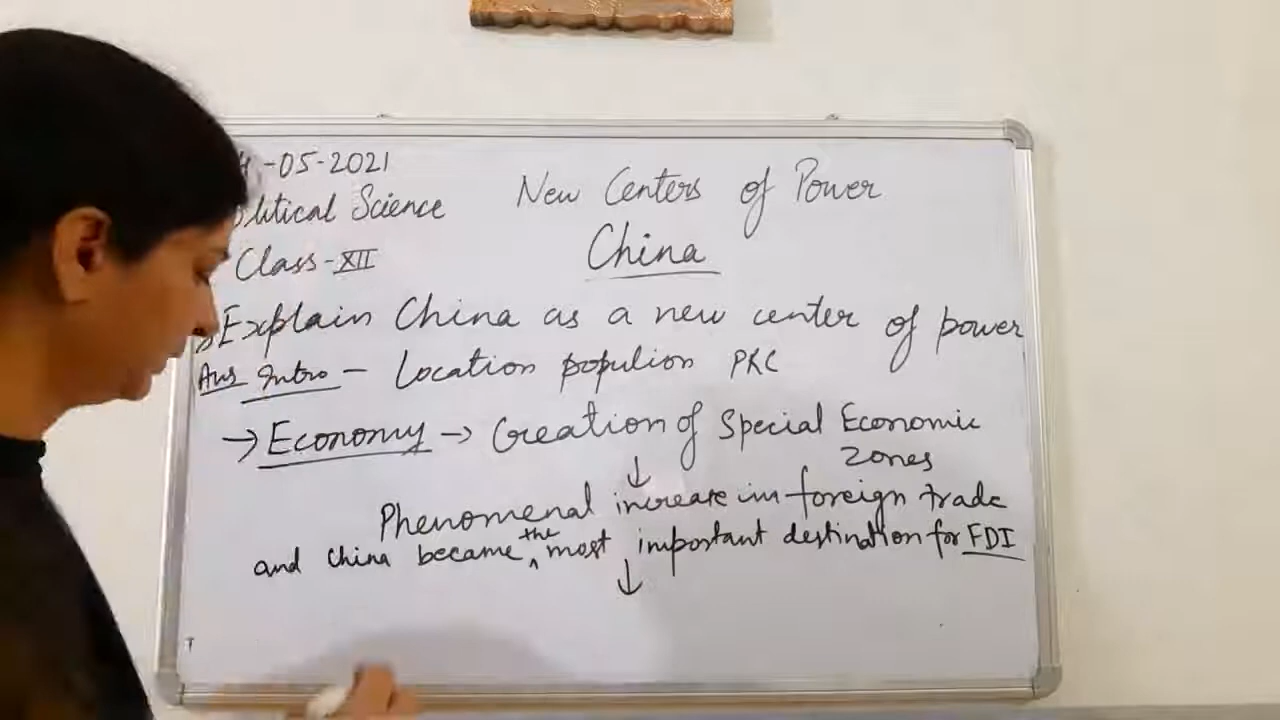 -05-2021
Political Science
Class-XII
New Centers of Power
China
Explain China as a new center of power
Ans Intro - Location populion PRC
→ Economy → Creation of Special Economic
Zones
↓
Phenomenal increase in foreign trade
and China became the most important destination for FDI
↓